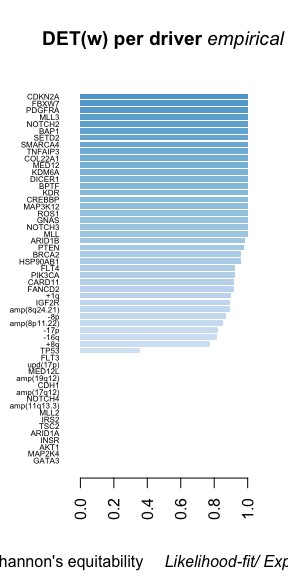 DET(w) per driver empirical
CDKN2A
FBXW7
PDGFRA
MLL3
NOTCH2
BAP1
SETD2
SMARCA4
TNFAIP3
COL22A1
MED12
KDM6A
DICER1
BPTF
KDR
CREBBP
MAP3K12
ROS1
GNAS
NOTCH3
MLL
ARID1B
PTEN
BRCA2
HSP90AB1
FLT4
PIK3CA
CARD11
FANCD2
+1q
IGF2R
amp(8q24.21)
-8p
amp(8p11.22)
-17p
-16q
+8q
TP53
FLT3
upd(17p)
MED12L
amp(19q12)
CDH1
amp(17q12)
NOTCH4
amp(11q13.3)
MLL2
IRS2
TSC2
ARID1A
INSR
AKT1
MAP2K4
GATA3
0.0 0.2 0.4 0.6 0.8 1.0
hannon's equitability Likelihood-fit/ Exp